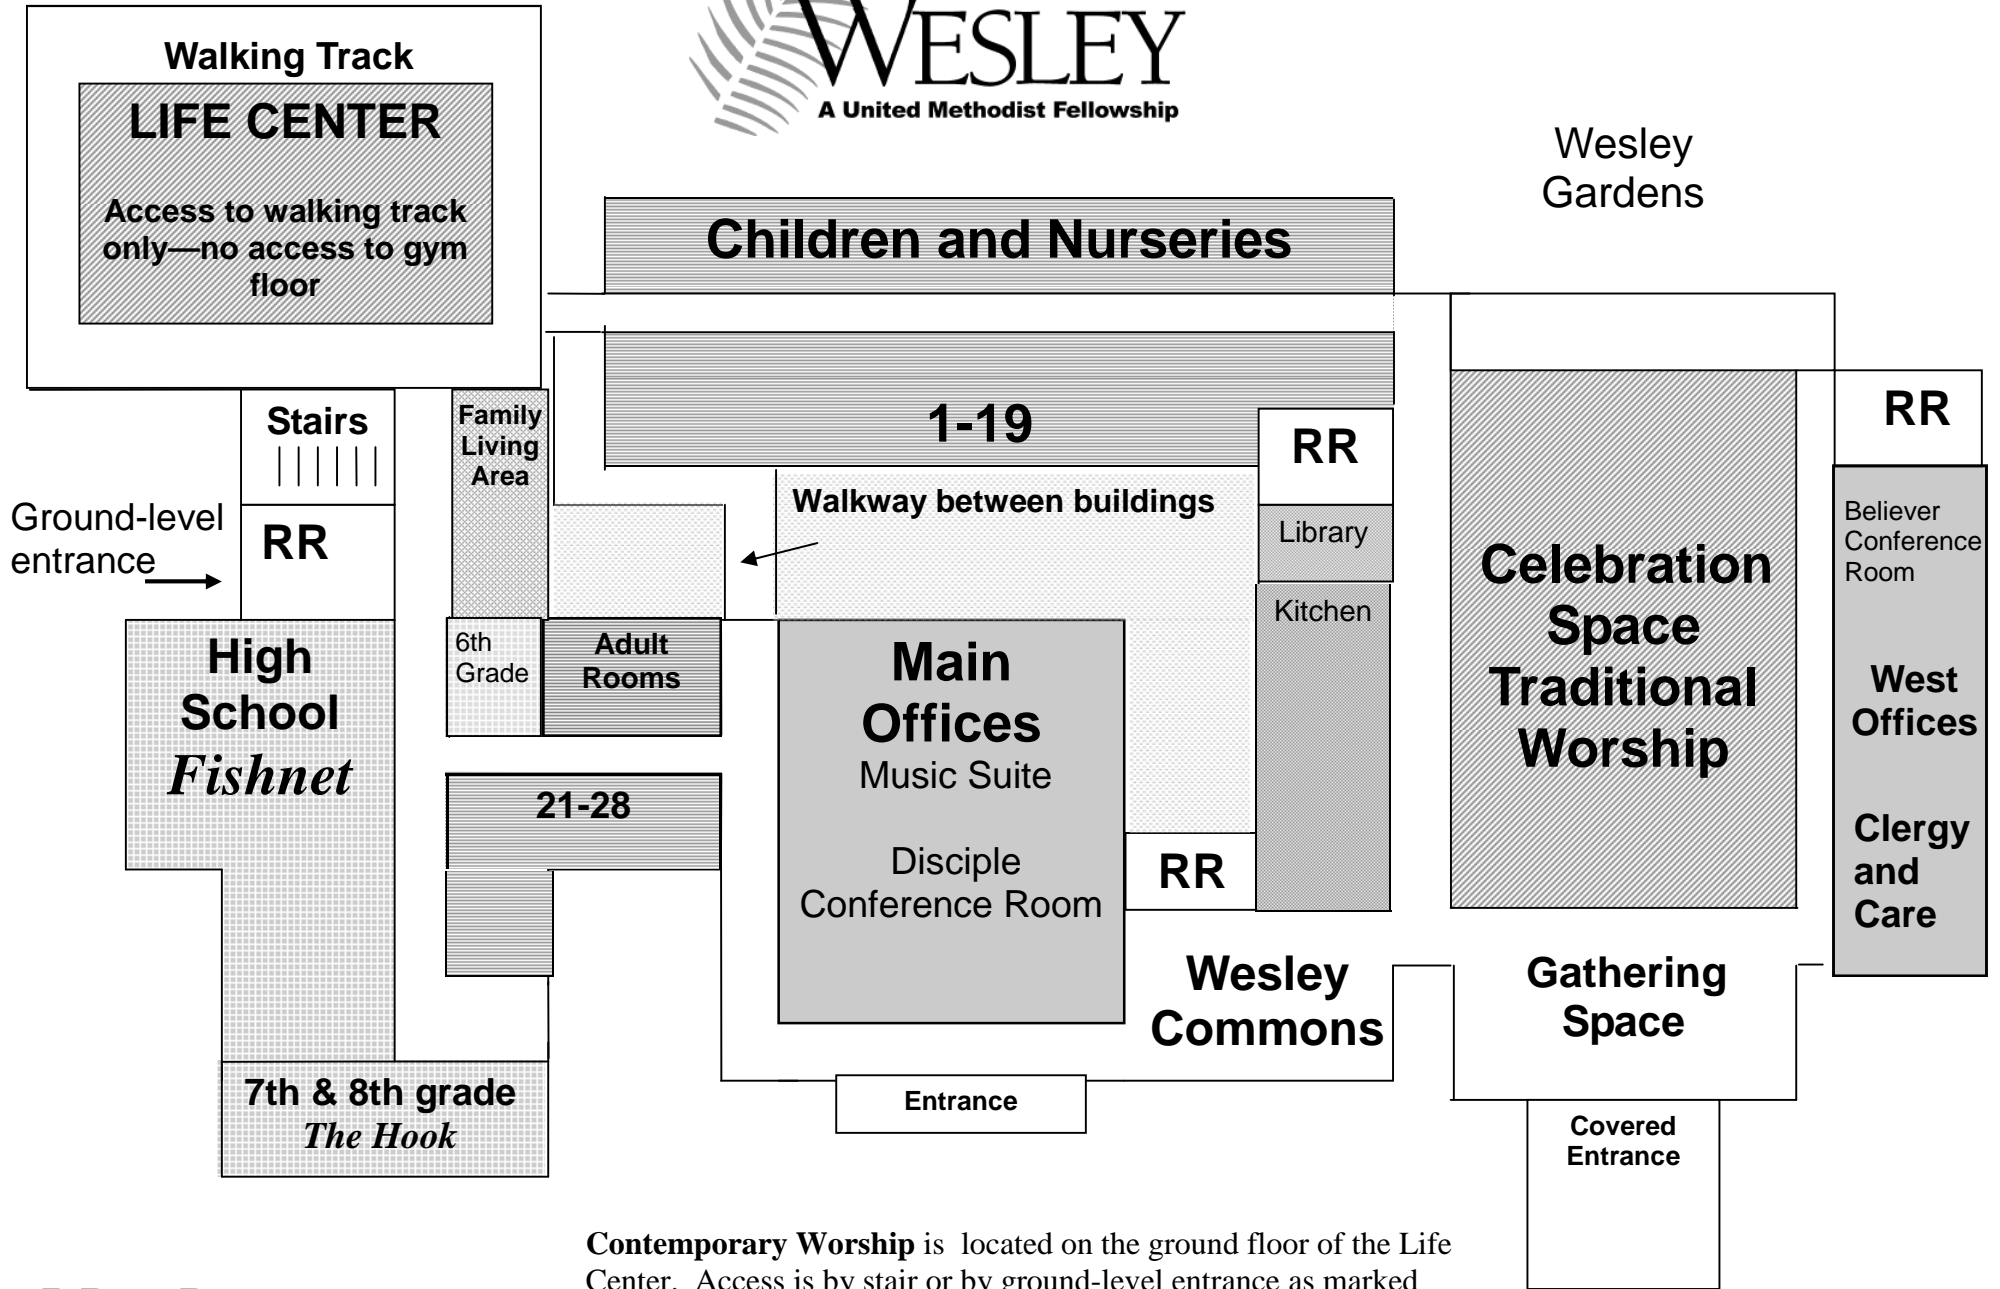 WESLEY
A United Methodist Fellowship
Walking Track
LIFE CENTER
Access to walking track
only—no access to gym
floor
Wesley
Gardens
Children and Nurseries
1-19
RR
Stairs
Family
Living
Area
RR
Walkway between buildings
Ground-level
entrance
RR
Library
Kitchen
Celebration
Space
Traditional
Worship
Believer
Conference
Room
West
Offices
Clergy
and
Care
High
School
Fishnet
6th
Grade
Adult
Rooms
Main
Offices
Music Suite
Disciple
Conference Room
21-28
RR
Wesley
Commons
Gathering
Space
7th & 8th grade
The Hook
Entrance
Covered
Entrance
Contemporary Worship is located on the ground floor of the Life
Center. Access is by stair or by ground-level entrance as marked